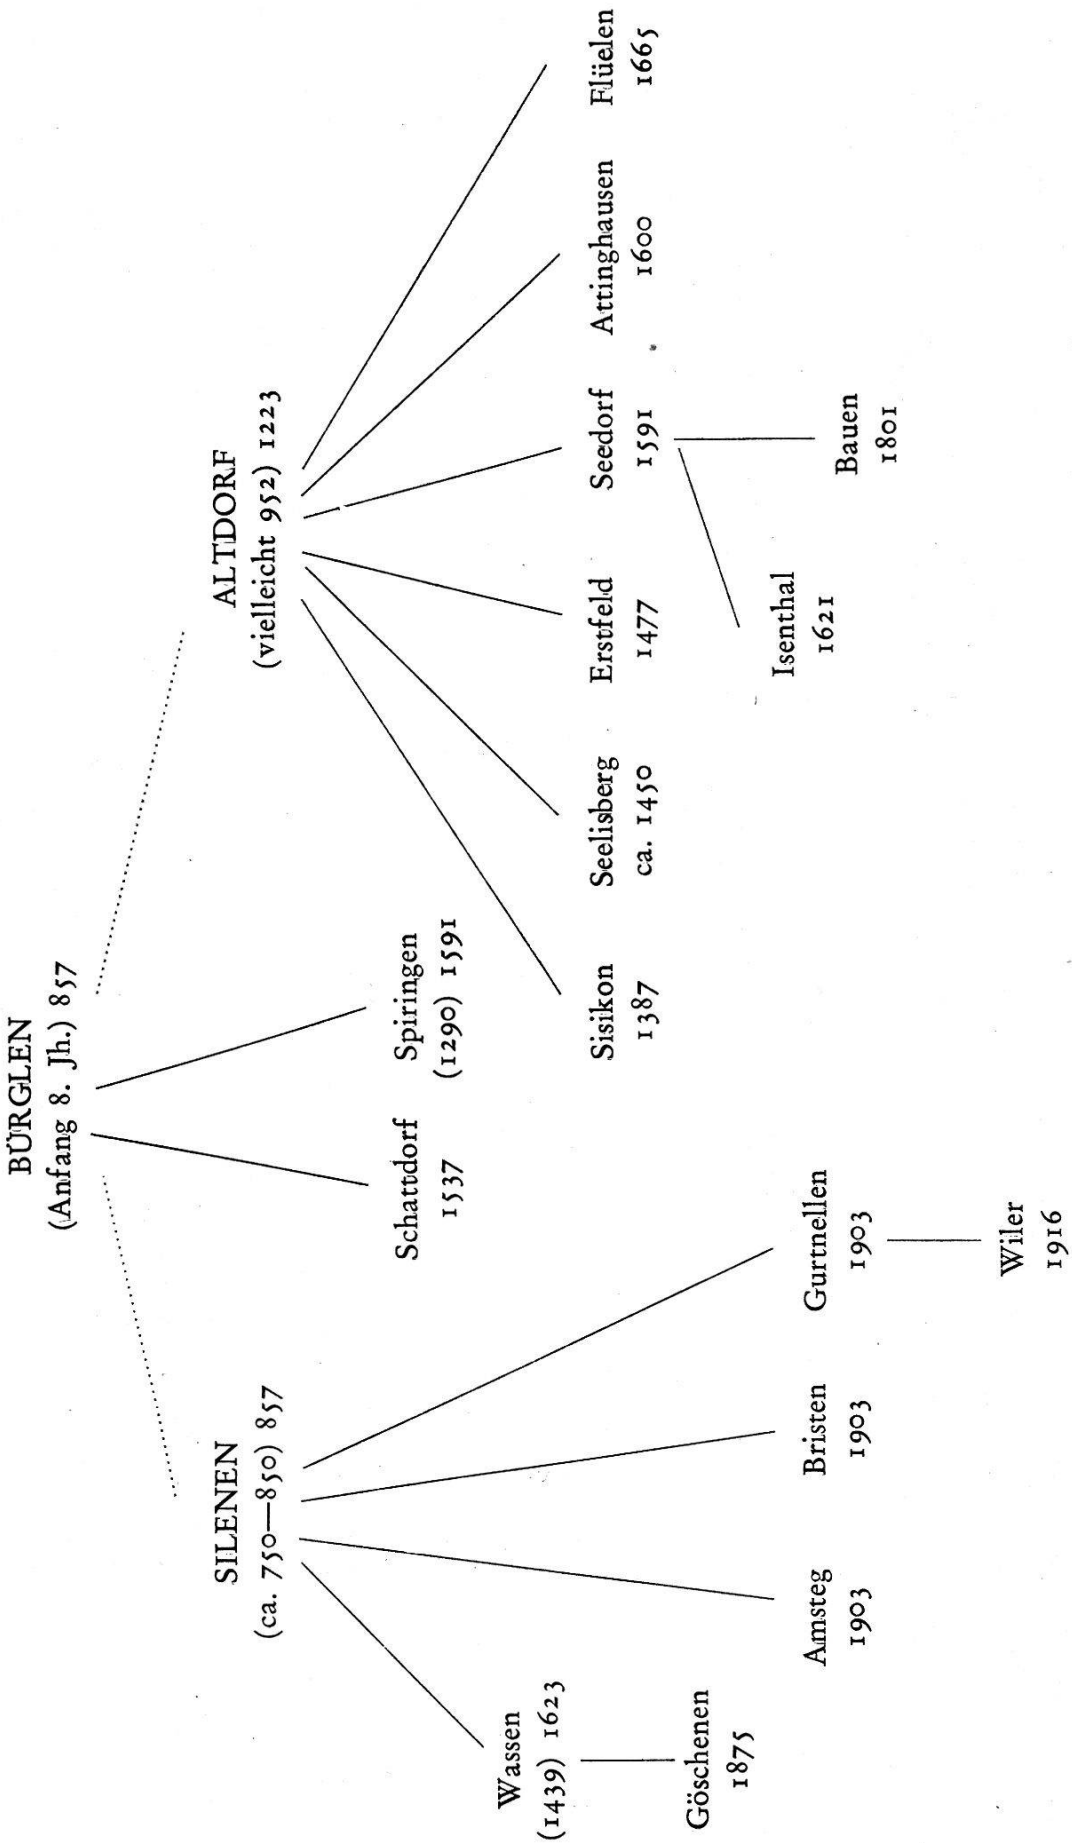 BÜRGLEN
(Anfang 8. Jh.) 857
SILENEN
(ca. 750—850) 857
ALTDORF
(vielleicht 952) 1223
Schattdorf
1537
Spiringen
(1290) 1591
Wassen
(1439) 1623
Göschenen
1875
Amsteg
1903
Bristen
1903
Gurtnellen
1903
Wiler
1916
Sisikon
1387
Seelisberg
ca. 1450
Erstfeld
1477
Seedorf
1591
Attinghausen
1600
Flüelen
1665
Isenthal
1621
Bauen
1801